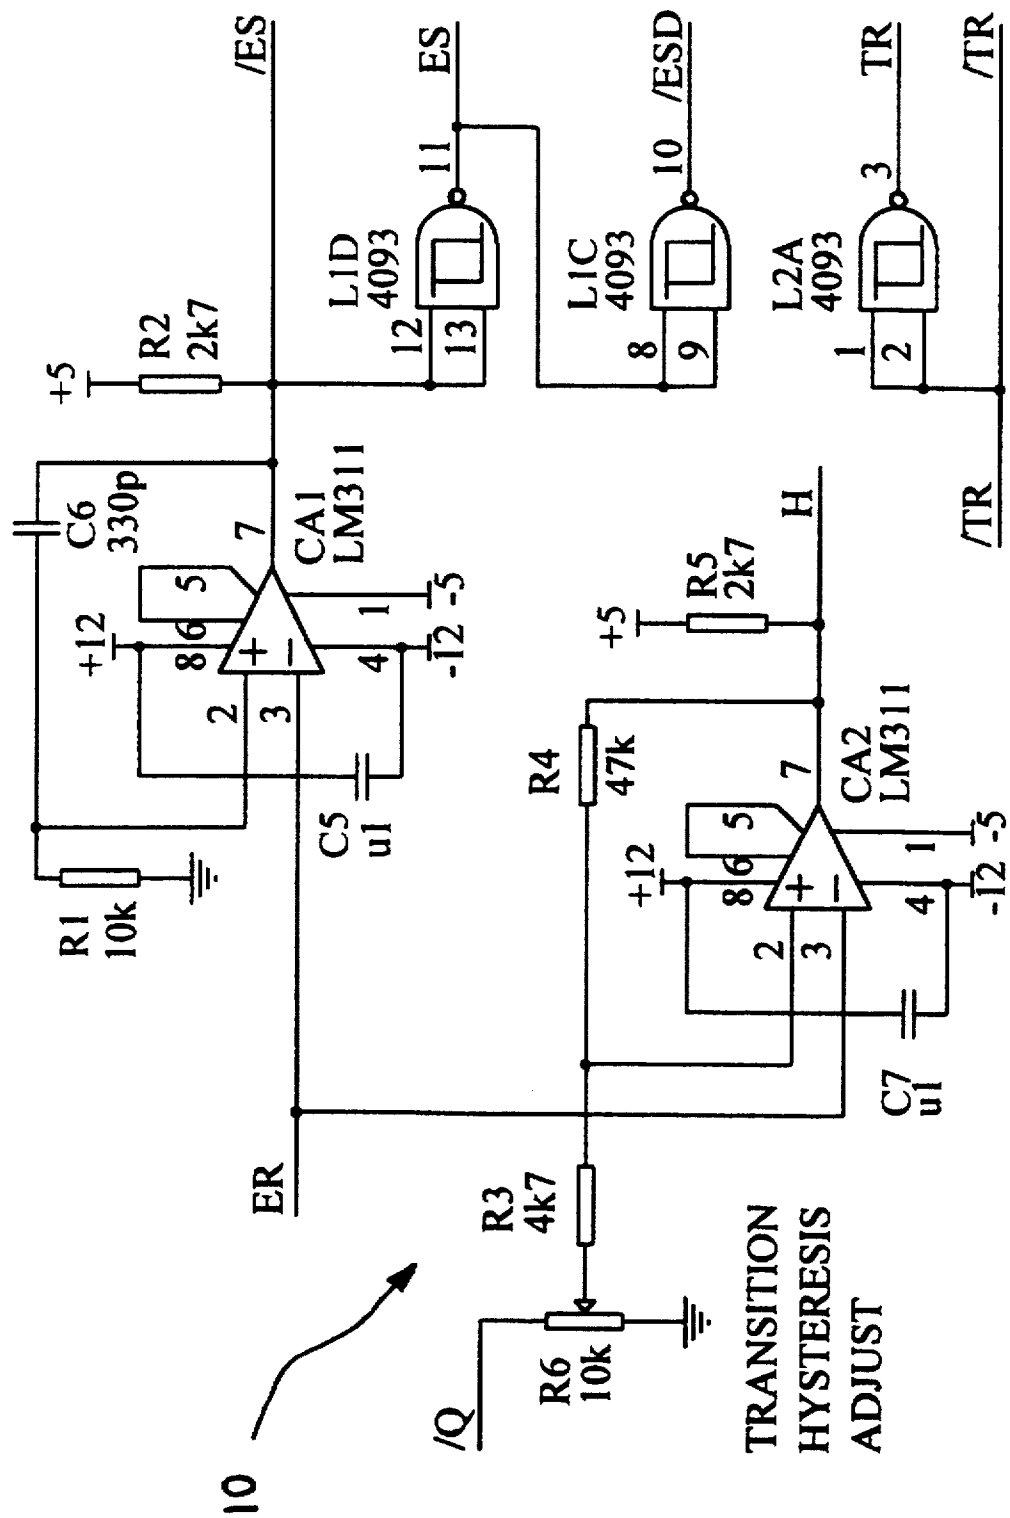 /ES
ES
/ESD
TR
/TR
11
10
3
L1D
4093
L1C
4093
L2A
4093
12
13
8
9
1
2
+5
R2
2k7
C6
330p
7
CA1
LM311
+12
5
6
8
2
3
1
-5
4
-12
C5
u1
R1
10k
ER
/TR
H
+5
R5
2k7
R4
47k
7
CA2
LM311
+12
5
6
8
2
3
1
-5
4
-12
C7
u1
R3
4k7
/Q
R6
10k
TRANSITION
HYSTERESIS
ADJUST
10